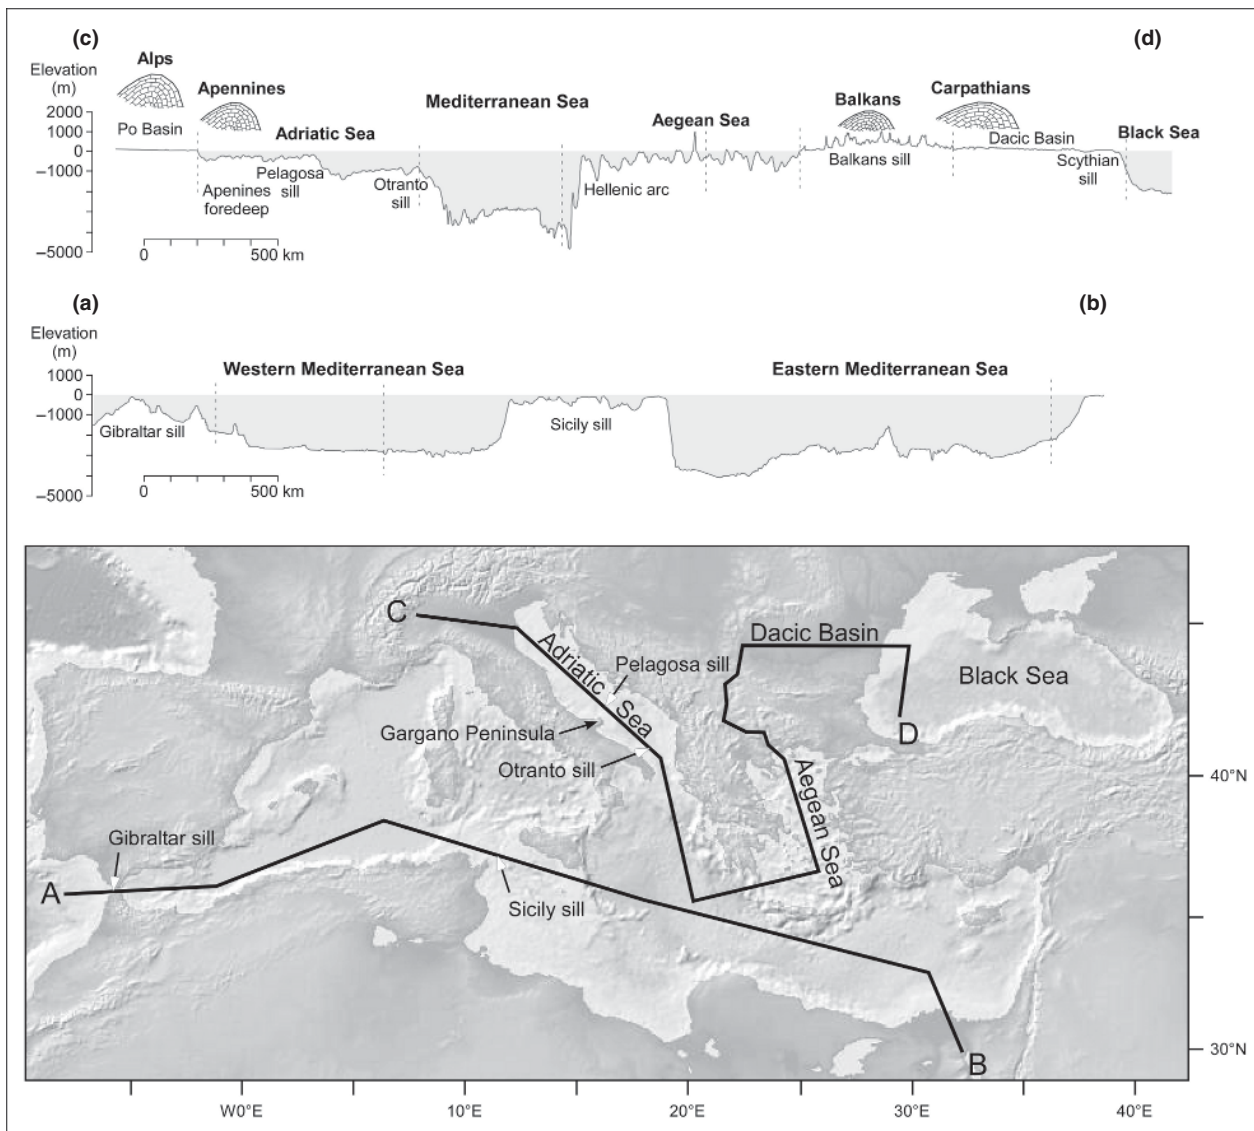 (c)
(d)
Alps
Elevation
(m)
Apennines
Mediterranean Sea
Balkans
Carpathians
2000
1000
0
−1000
−5000
Po Basin
Adriatic Sea
Aegean Sea
Dacic Basin
Black Sea
Pelagosa
sill
Apenines
foredeep
Otranto
sill
Hellenic arc
Balkans sill
Scythian
sill
0
500 km
(a)
(b)
Elevation
(m)
Western Mediterranean Sea
Eastern Mediterranean Sea
1000
0
−1000
−5000
Gibraltar sill
Sicily sill
0
500 km
C
Dacic Basin
Adriatic Sea
Pelagosa sill
Black Sea
Gargano Peninsula
D
Otranto sill
Aegean Sea
40°N
Gibraltar sill
A
Sicily sill
B
30°N
W0°E
10°E
20°E
30°E
40°E